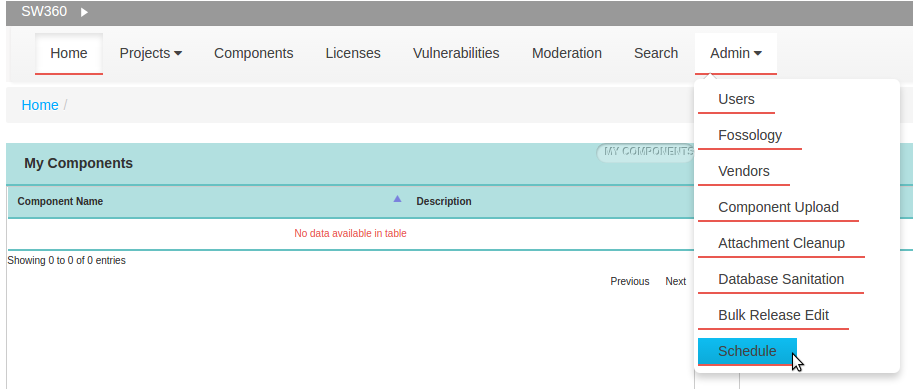 SW360
Home Projects Components Licenses Vulnerabilities Moderation Search Admin
Home /
Users
Fossology
Vendors
Component Upload
Attachment Cleanup
Database Sanitation
Bulk Release Edit
Schedule
My Components
MY COMPONENTS
Component Name Description
No data available in table
Showing 0 to 0 of 0 entries
Previous Next